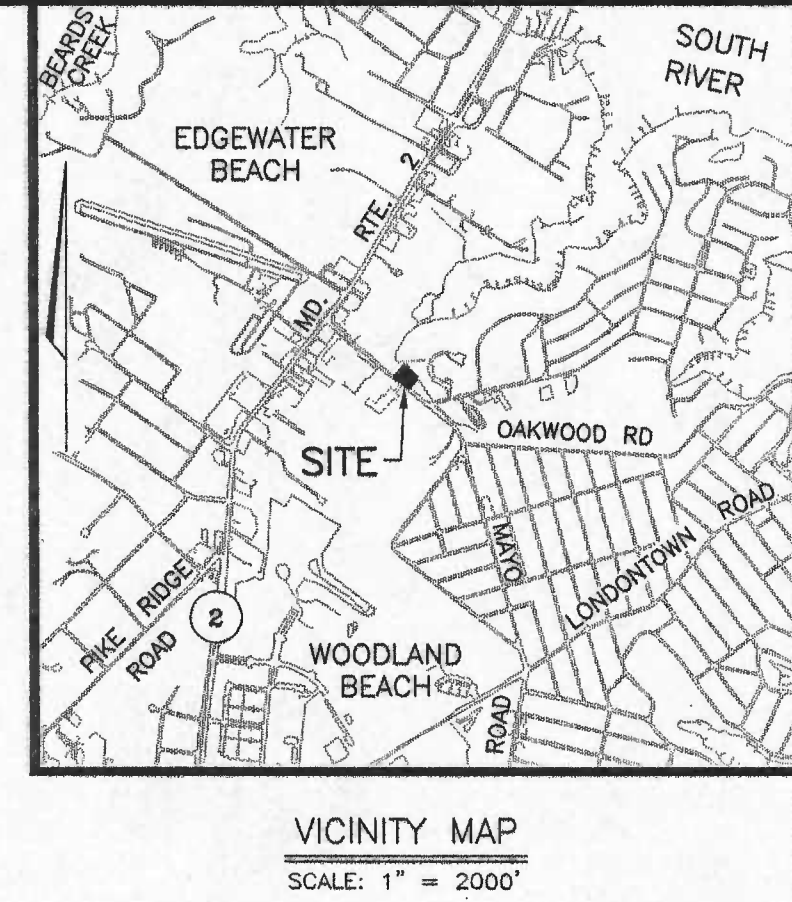 BEARDS
CREEK
SOUTH
RIVER
EDGEWATER
BEACH
MD. RTE. 2
SITE
OAKWOOD RD
MAYO
ROAD
LONDONTOWN ROAD
PIKE RIDGE
ROAD
2
WOODLAND
BEACH
VICINITY MAP
SCALE: 1" = 2000'